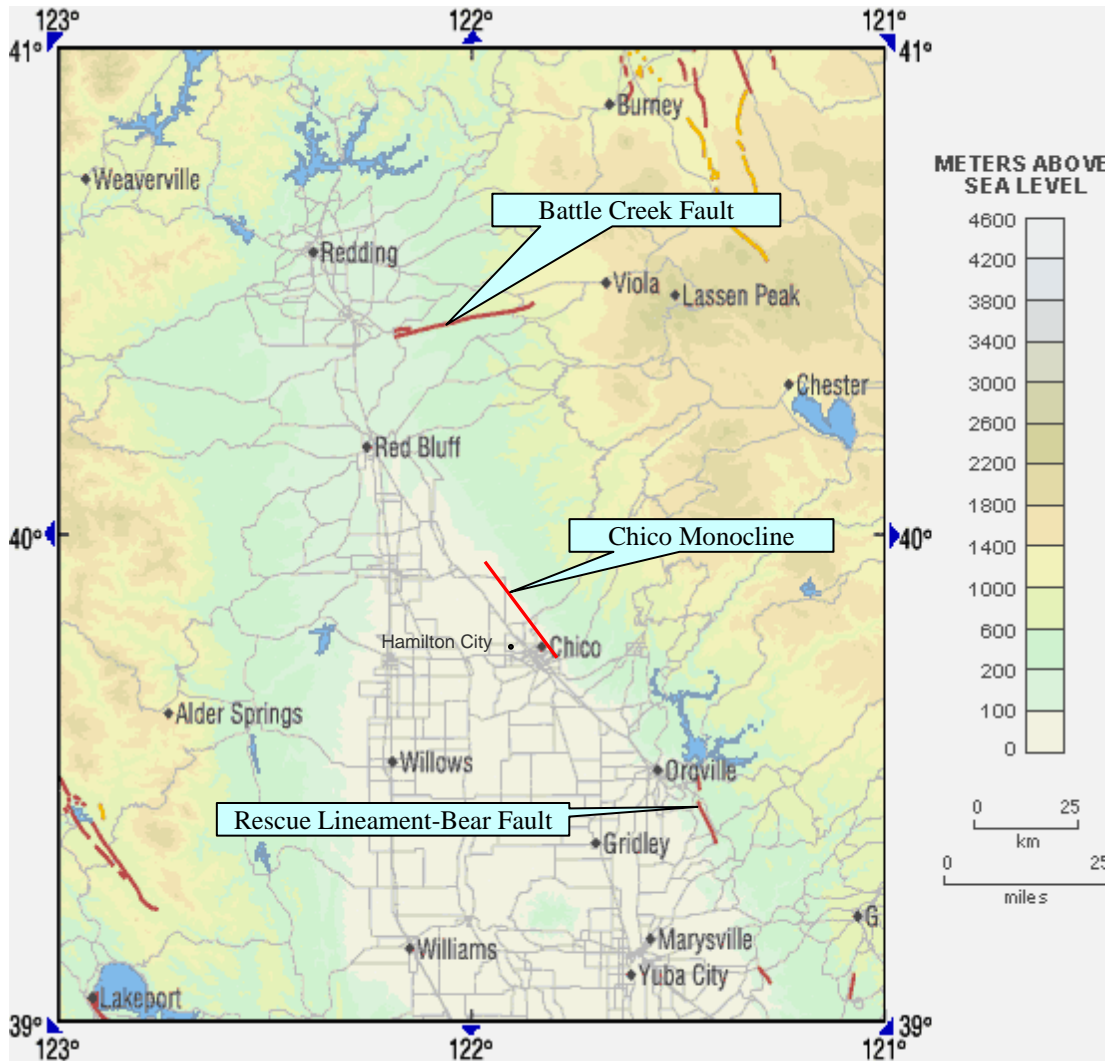 123°
122°
121°
41°
41°
Burney
Weaverville
METERS ABOVE
SEA LEVEL
Battle Creek Fault
4600
Redding
4200
Viola
Lassen Peak
3800
3400
Chester
3000
2600
Red Bluff
2200
1800
40°
Chico Monocline
40°
1400
1000
Hamilton City
Chico
600
200
Alder Springs
100
0
Willows
Oroville
Rescue Lineament-Bear Fault
0 25
km
Gridley
0 25
miles
G
Marysville
Williams
Yuba City
Lakeport
39°
39°
123°
122°
121°